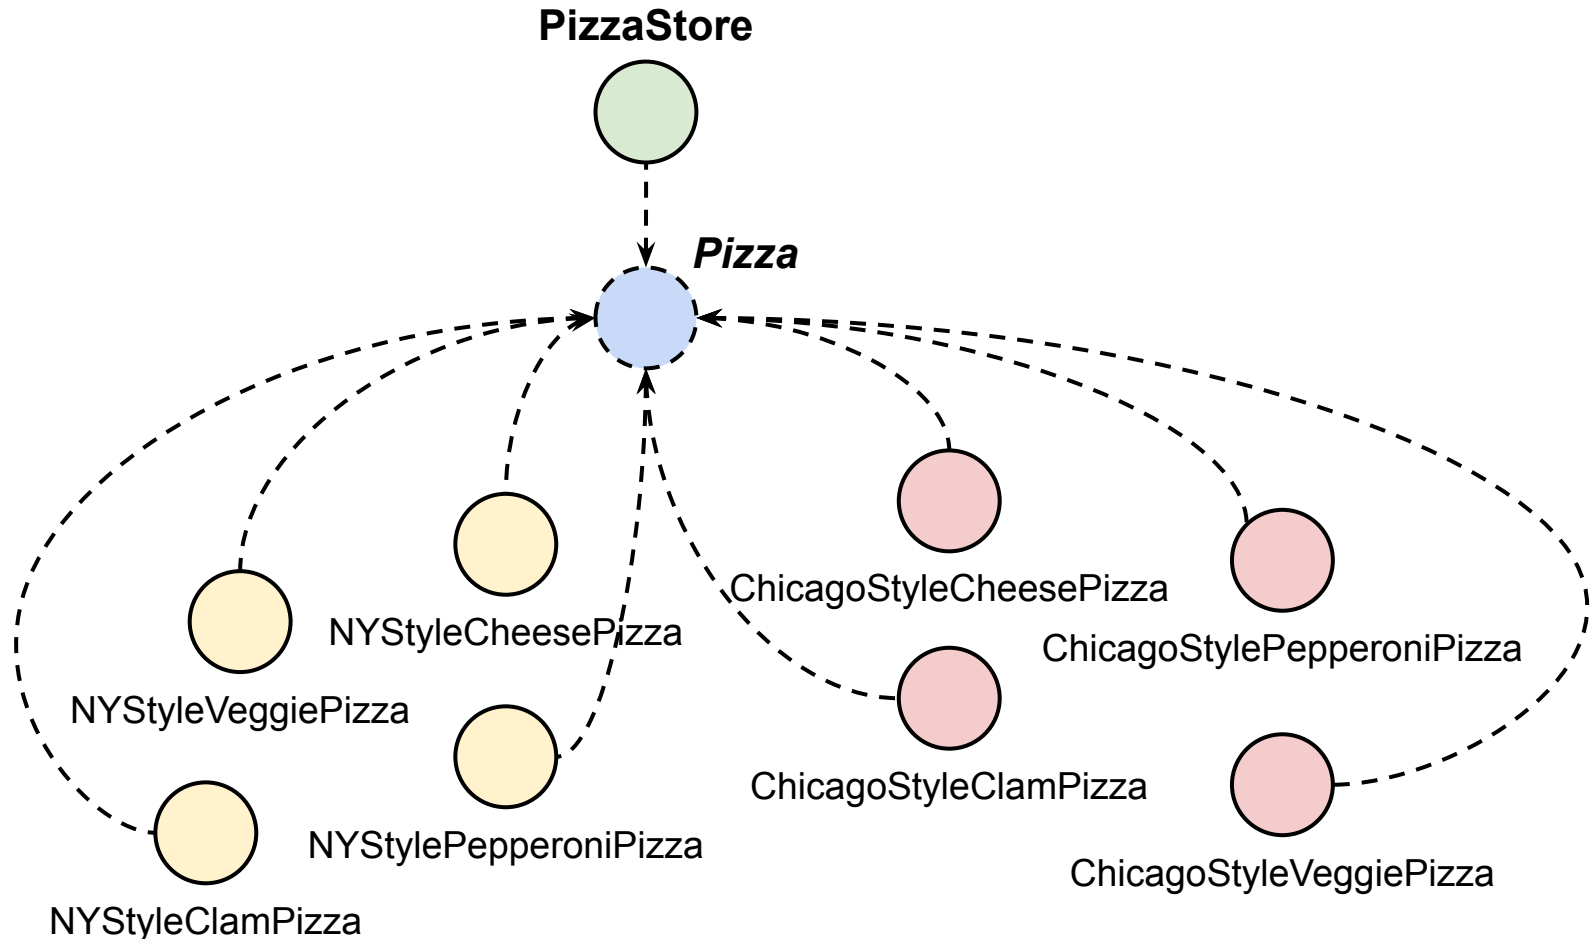 PizzaStore
Pizza
ChicagoStyleCheesePizza
NYStyleCheesePizza
ChicagoStylePepperoniPizza
NYStyleVeggiePizza
ChicagoStyleClamPizza
NYStylePepperoniPizza
ChicagoStyleVeggiePizza
NYStyleClamPizza